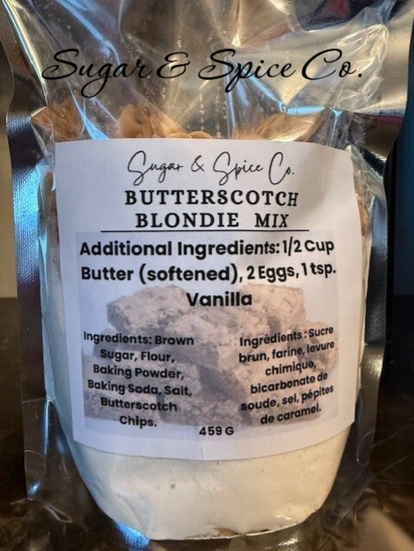 Sugar & Spice Co.
Sugar & Spice Co.
BUTTERSCOTCH
BLONDIE MIX
Additional Ingredients: 1/2 Cup
Butter (softened), 2 Eggs, 1 tsp.
Vanilla
Ingredients: Brown
Sugar, Flour,
Baking Powder,
Baking Soda, Salt,
Butterscotch
Chips.
Ingrédients : Sucre
brun, farine, levure
chimique,
bicarbonate de
soude, sel, pépites
de caramel.
459 G